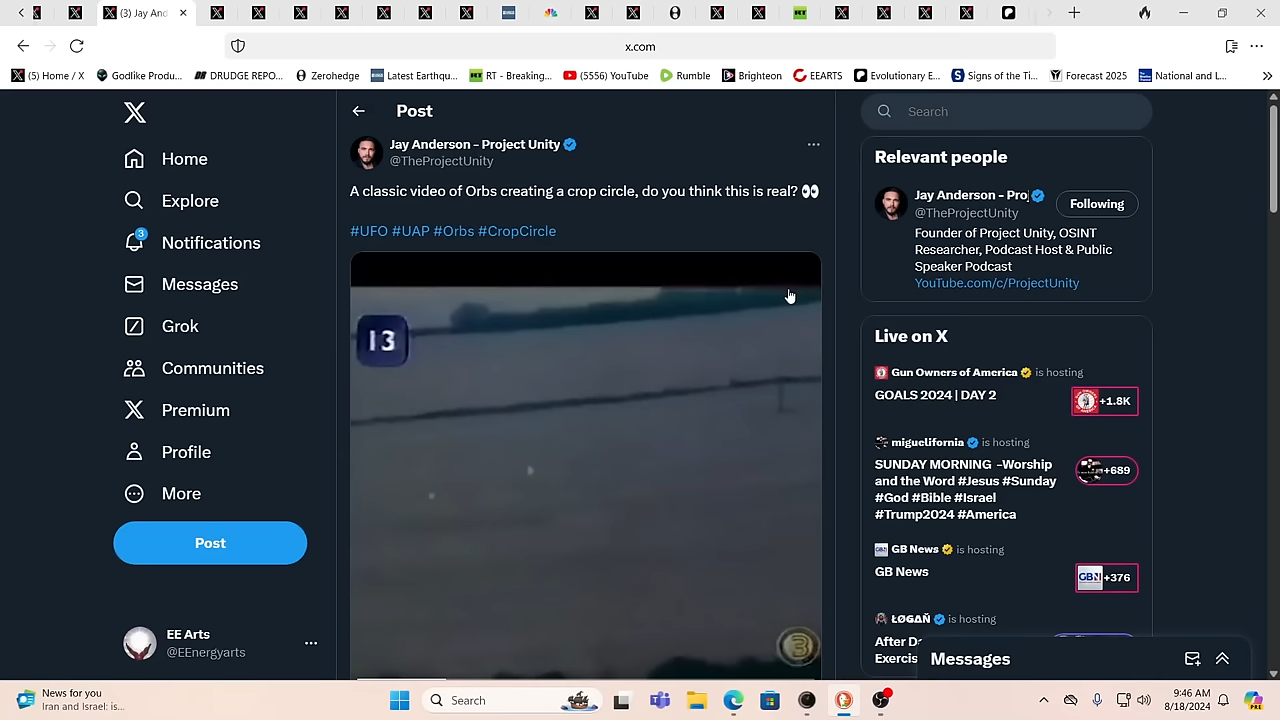 (3) Jay And
x.com
(5) Home / X
Godlike Produ...
DRUDGE REPO...
Zerohedge
Latest Earthqu...
RT - Breaking...
(5556) YouTube
Rumble
Brighteon
EEARTS
Evolutionary E...
Signs of the Ti...
Forecast 2025
National and L...
Home
Explore
3
Notifications
Messages
Grok
Communities
Premium
Profile
More
Post
EE Arts
@EEnergyarts
Post
Jay Anderson - Project Unity
@TheProjectUnity
A classic video of Orbs creating a crop circle, do you think this is real? 👀
#UFO #UAP #Orbs #CropCircle
13
3
Search
Relevant people
Jay Anderson - Pro
@TheProjectUnity
Following
Founder of Project Unity, OSINT
Researcher, Podcast Host & Public
Speaker Podcast
YouTube.com/c/ProjectUnity
Live on X
Gun Owners of America is hosting
GOALS 2024 | DAY 2
+1.8K
miguelifornia is hosting
SUNDAY MORNING -Worship
and the Word #Jesus #Sunday
#God #Bible #Israel
#Trump2024 #America
+689
GB News is hosting
GB News
GBN
+376
ŁØGΔŇ is hosting
After Da
Exercis
Messages
News for you
Iran and Israel: is...
Search
9:46 AM
8/18/2024